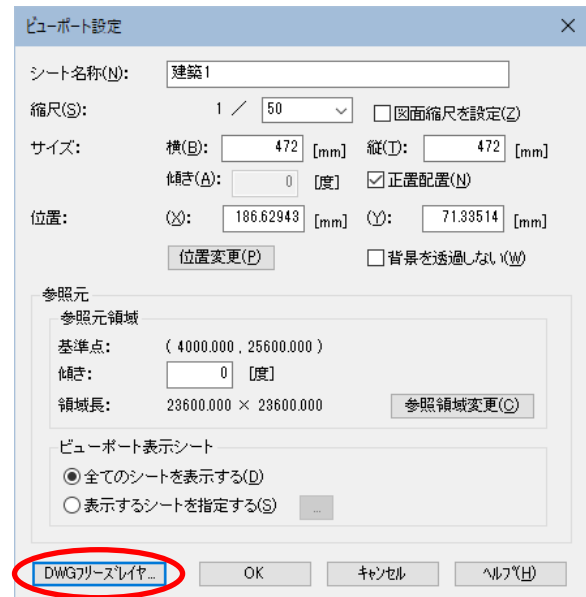 ビューポート設定
シート名称(N): 建築1
縮尺(S): 1 ／ 50 図面縮尺を設定(Z)
サイズ: 横(B): 472 [mm] 縦(T): 472 [mm]
傾き(A): 0 [度] 正置配置(N)
位置: (X): 186.62943 [mm] (Y): 71.33514 [mm]
位置変更(P) 背景を透過しない(W)
参照元
参照元領域
基準点: ( 4000.000 , 25600.000 )
傾き: 0 [度]
領域長: 23600.000 × 23600.000 参照領域変更(C)
ビューポート表示シート
全てのシートを表示する(D)
表示するシートを指定する(S) ...
DWGフリーズレイヤ... OK キャンセル ヘルプ(H)